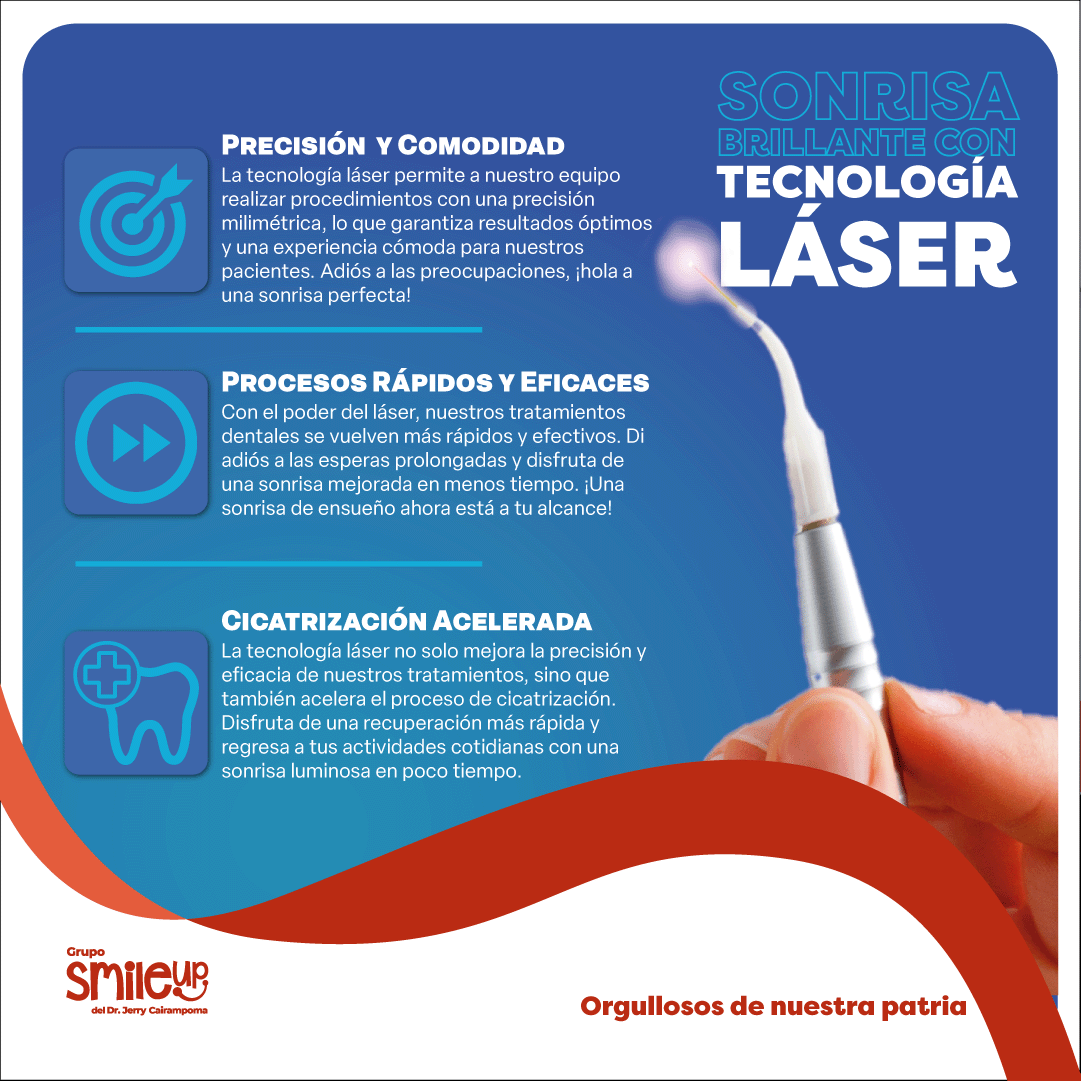 SONRISA
BRILLANTE CON
TECNOLOGÍA
LÁSER
PRECISIÓN Y COMODIDAD
La tecnología láser permite a nuestro equipo
realizar procedimientos con una precisión
milimétrica, lo que garantiza resultados óptimos
y una experiencia cómoda para nuestros
pacientes. Adiós a las preocupaciones, ¡hola a
una sonrisa perfecta!
PROCESOS RÁPIDOS Y EFICACES
Con el poder del láser, nuestros tratamientos
dentales se vuelven más rápidos y efectivos. Di
adiós a las esperas prolongadas y disfruta de
una sonrisa mejorada en menos tiempo. ¡Una
sonrisa de ensueño ahora está a tu alcance!
CICATRIZACIÓN ACELERADA
La tecnología láser no solo mejora la precisión y
eficacia de nuestros tratamientos, sino que
también acelera el proceso de cicatrización.
Disfruta de una recuperación más rápida y
regresa a tus actividades cotidianas con una
sonrisa luminosa en poco tiempo.
Grupo
smileup
del Dr. Jerry Cairampoma
Orgullosos de nuestra patria